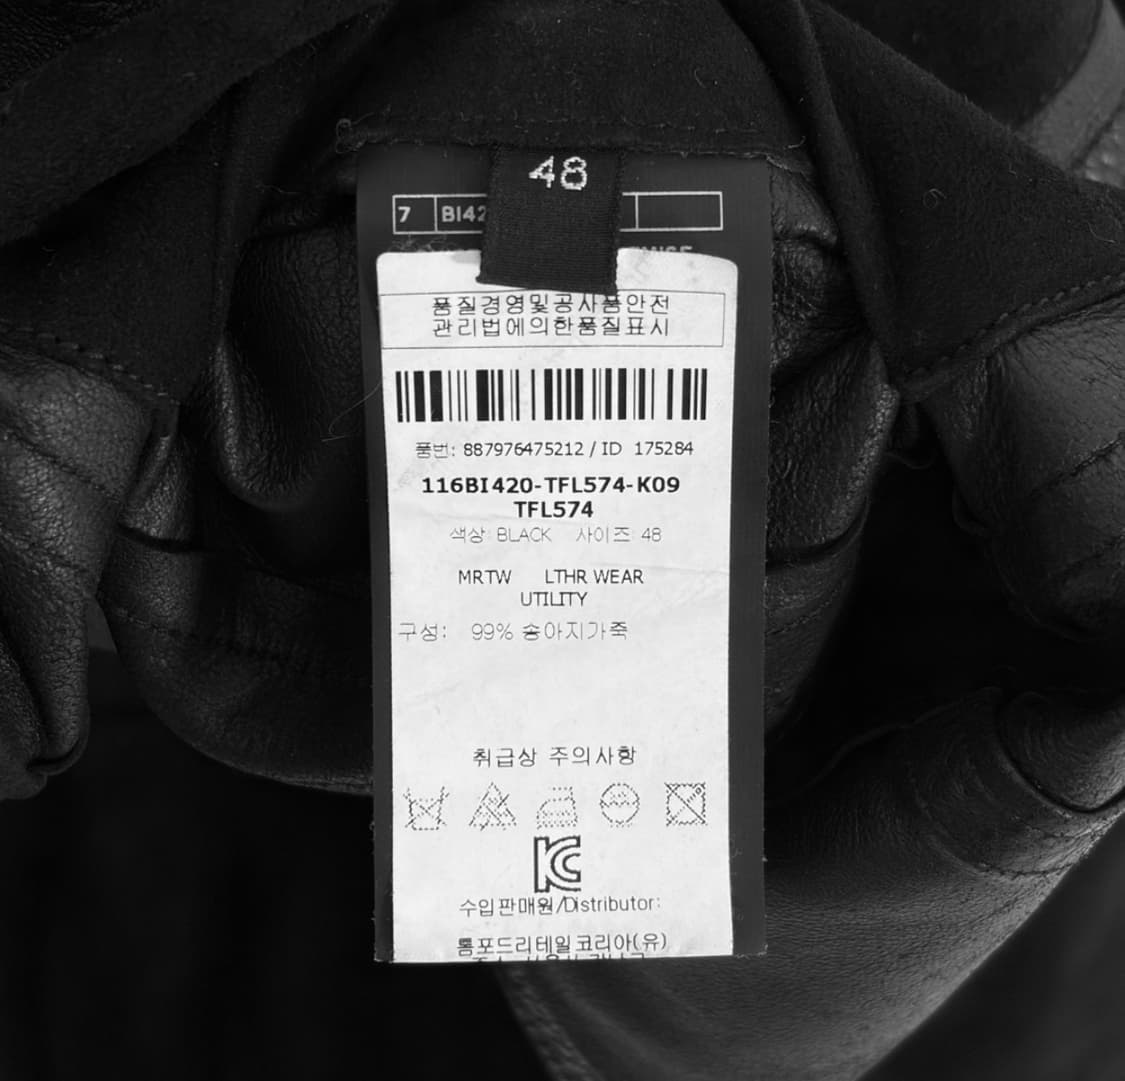 48
7 BI42
품질경영및공사품안전
관리법에의한품질표시
품번: 887976475212 / ID 175284
116BI420-TFL574-K09
TFL574
색상: BLACK 사이즈: 48
MRTW LTHR WEAR
UTILITY
구성: 99% 송아지가죽
취급상 주의사항
KC
수입판매원/Distributor:
톰포드리테일코리아(유)